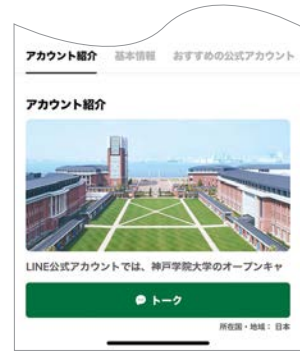 アカウント紹介 基本情報 おすすめの公式アカウント
アカウント紹介
LINE公式アカウントでは、神戸学院大学のオープンキャ
トーク
所在国・地域： 日本